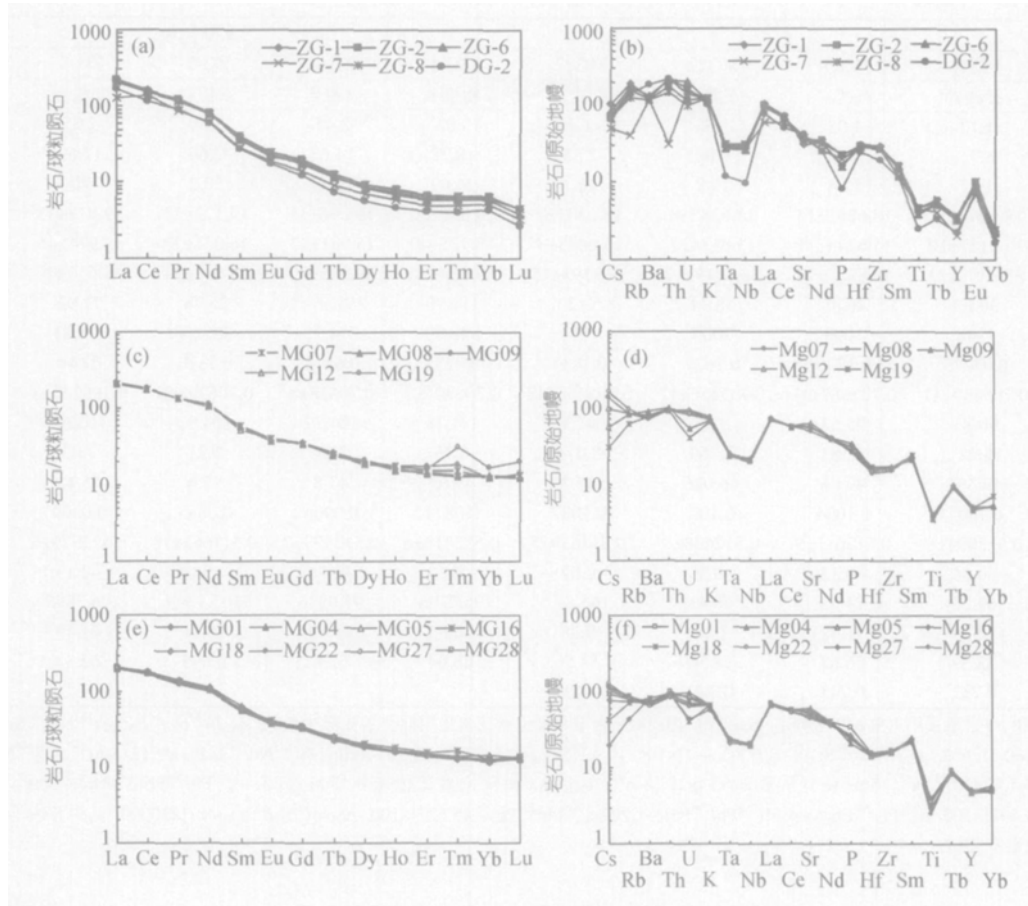 (a)
ZG-1 ZG-2 ZG-6
ZG-7 ZG-8 DG-2
岩石/球粒陨石
1000
100
10
1
La Ce Pr Nd Sm Eu Gd Tb Dy Ho Er Tm Yb Lu
(b)
ZG-1 ZG-2 ZG-6
ZG-7 ZG-8 DG-2
岩石/原始地幔
1000
100
10
1
Cs Ba U Ta La Sr P Zr Ti Y Yb
Rb Th K Nb Ce Nd Hf Sm Tb Eu
(c)
MG07 MG08 MG09
MG12 MG19
岩石/球粒陨石
1000
100
10
1
La Ce Pr Nd Sm Eu Gd Tb Dy Ho Er Tm Yb Lu
(d)
Mg07 Mg08 Mg09
Mg12 Mg19
岩石/原始地幔
1000
100
10
1
Cs Ba U Ta La Sr P Zr Ti Y
Rb Th K Nb Ce Nd Hf Sm Tb Yb
(e)
MG01 MG04 MG05 MG16
MG18 MG22 MG27 MG28
岩石/球粒陨石
1000
100
10
1
La Ce Pr Nd Sm Eu Gd Tb Dy Ho Er Tm Yb Lu
(f)
Mg01 Mg04 Mg05 Mg16
Mg18 Mg22 Mg27 Mg28
岩石/原始地幔
1000
100
10
1
Cs Ba U Ta La Sr P Zr Ti Y
Rb Th K Nb Ce Nd Hf Sm Tb Yb